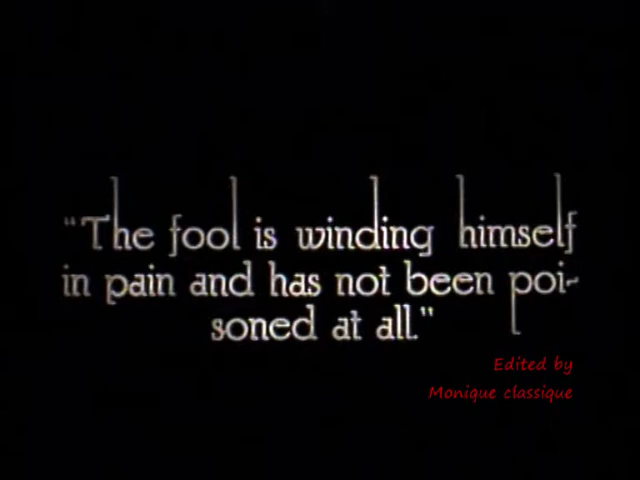 "The fool is winding himself
in pain and has not been poi-
soned at all."
Edited by
Monique classique